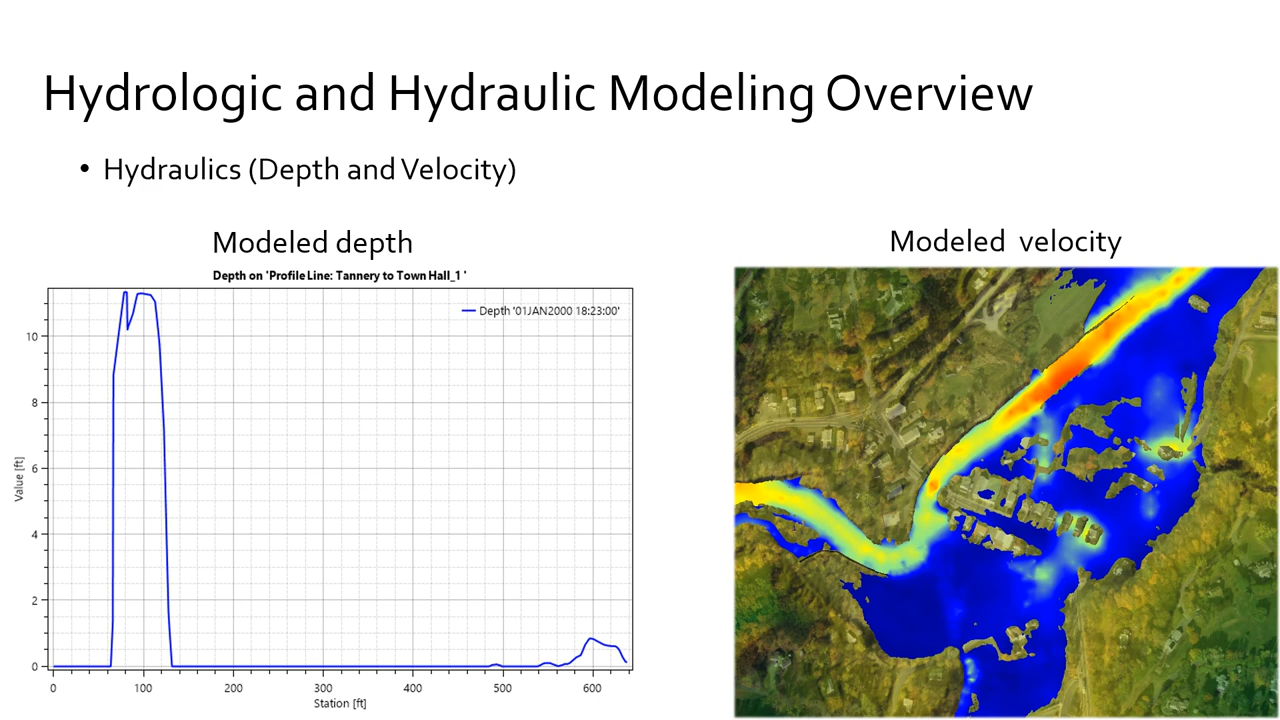 Hydrologic and Hydraulic Modeling Overview
• Hydraulics (Depth and Velocity)
Modeled depth
Depth on 'Profile Line: Tannery to Town Hall_1 '
Depth '01JAN2000 18:23:00'
Value [ft]
10
8
6
4
2
0
0 100 200 300 400 500 600
Station [ft]
Modeled velocity